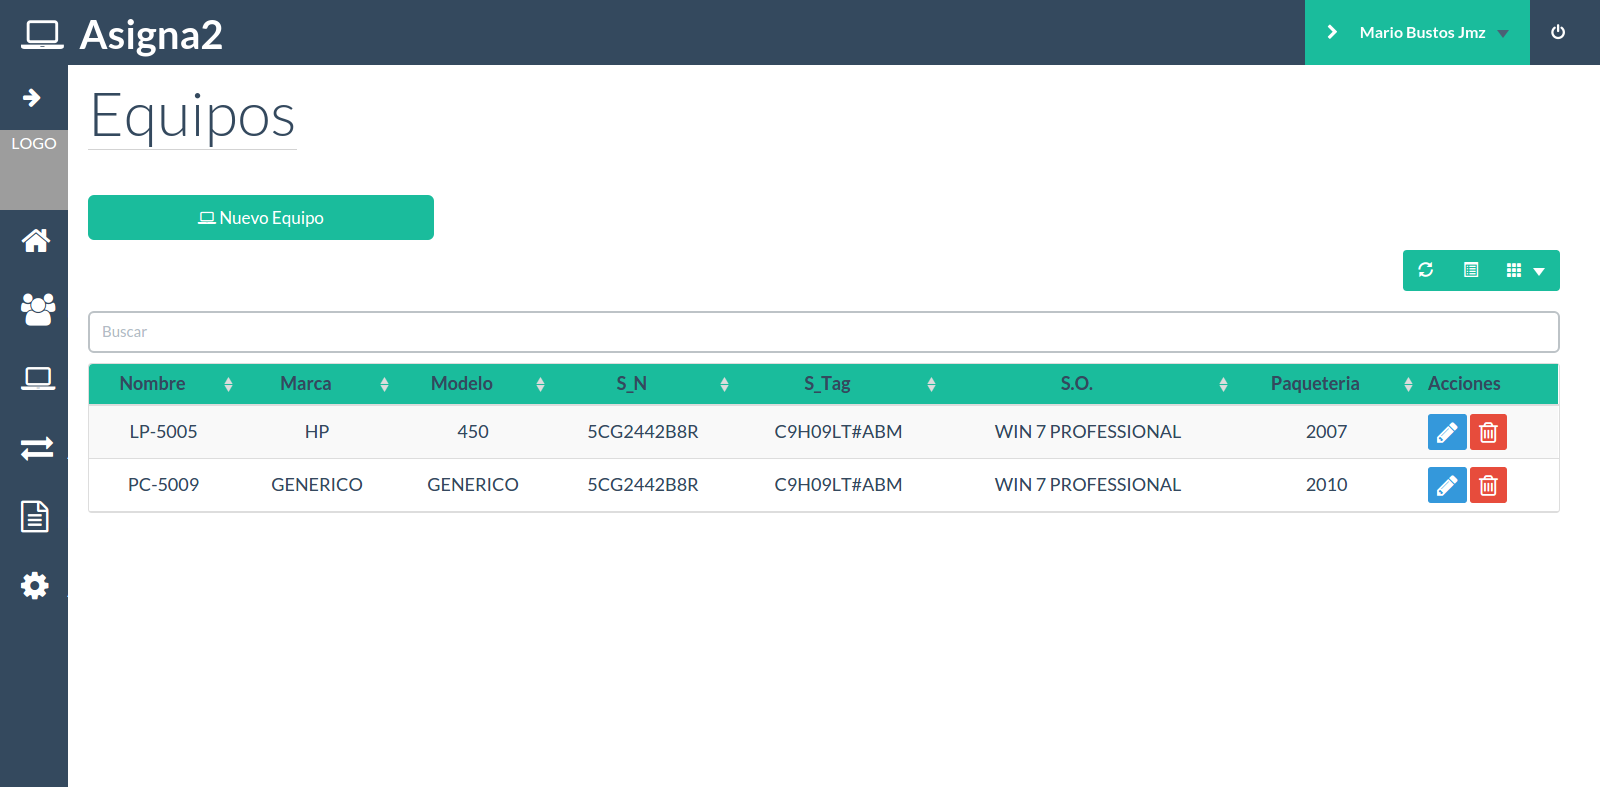 Asigna2
Mario Bustos Jmz
LOGO
Equipos
Nuevo Equipo
Buscar
Nombre Marca Modelo S_N S_Tag S.O. Paqueteria Acciones
LP-5005 HP 450 5CG2442B8R C9H09LT#ABM WIN 7 PROFESSIONAL 2007
PC-5009 GENERICO GENERICO 5CG2442B8R C9H09LT#ABM WIN 7 PROFESSIONAL 2010